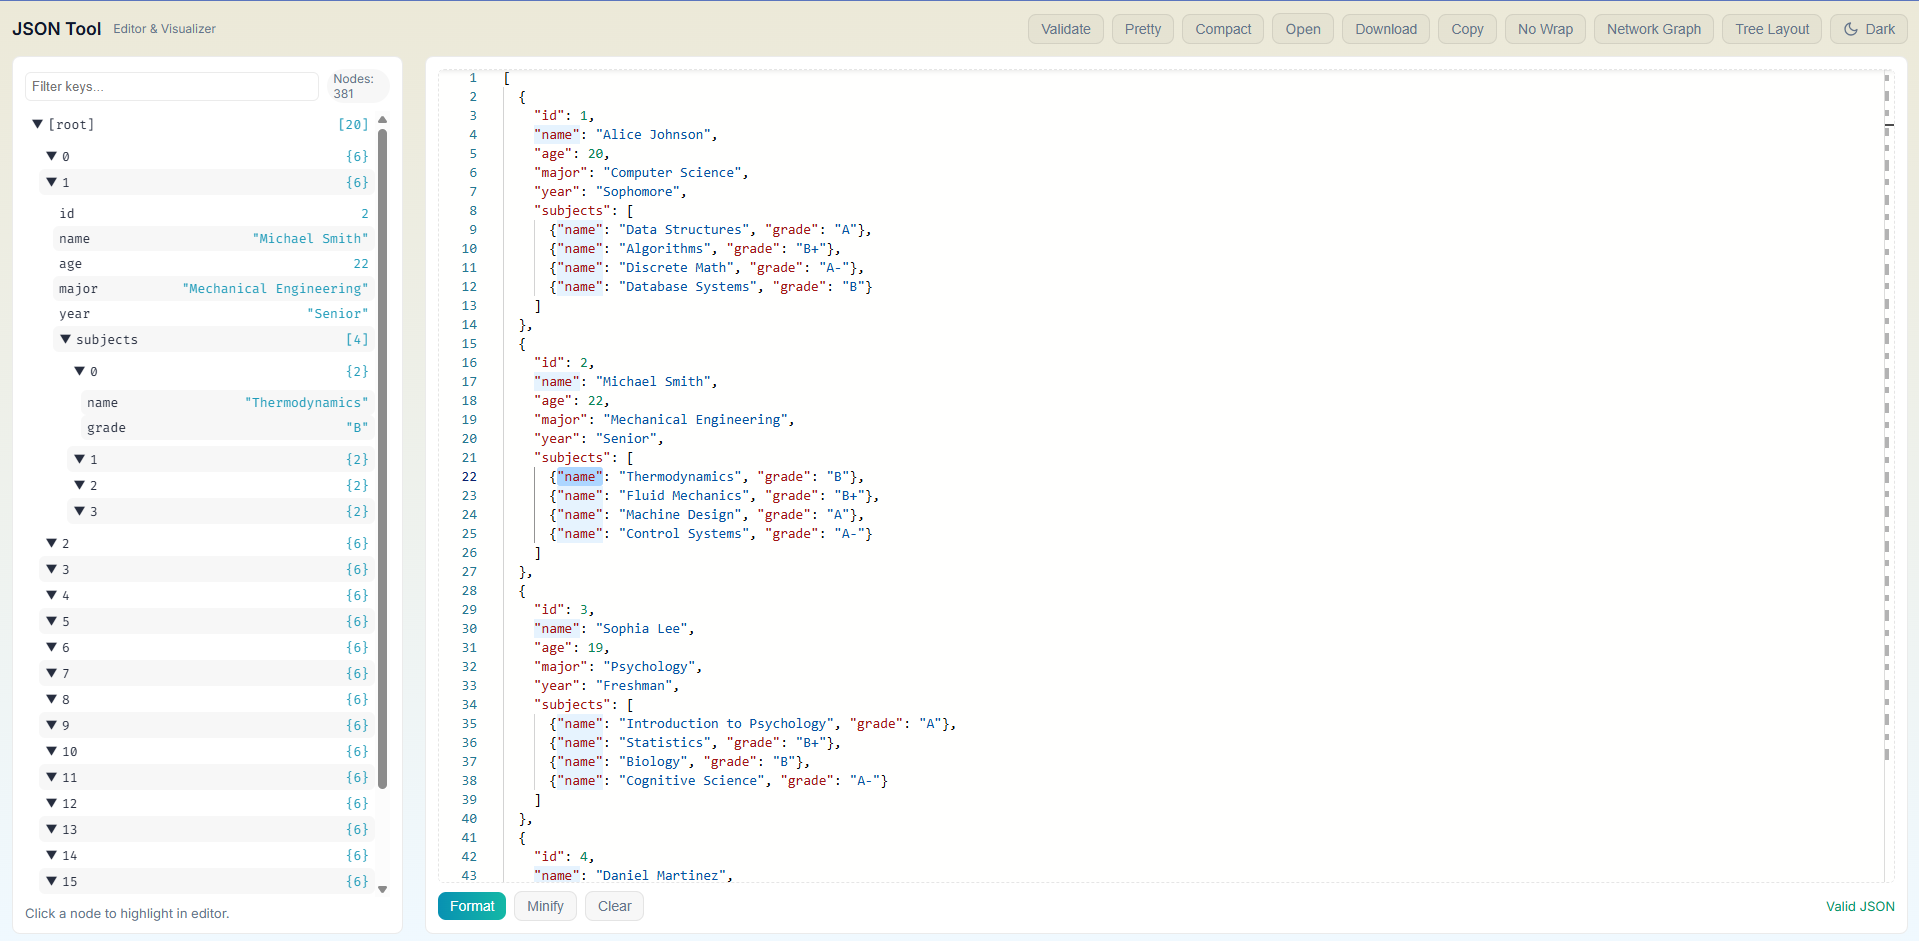 JSON Tool Editor & Visualizer Validate Pretty Compact Open Download Copy No Wrap Network Graph Tree Layout Dark
Filter keys...
Nodes:
381
[root] [20]
0 {6}
1 {6}
id 2
name "Michael Smith"
age 22
major "Mechanical Engineering"
year "Senior"
subjects [4]
0 {2}
name "Thermodynamics"
grade "B"
1 {2}
2 {2}
3 {2}
2 {6}
3 {6}
4 {6}
5 {6}
6 {6}
7 {6}
8 {6}
9 {6}
10 {6}
11 {6}
12 {6}
13 {6}
14 {6}
15 {6}
Click a node to highlight in editor.
1 [
2 {
3 "id": 1,
4 "name": "Alice Johnson",
5 "age": 20,
6 "major": "Computer Science",
7 "year": "Sophomore",
8 "subjects": [
9 {"name": "Data Structures", "grade": "A"},
10 {"name": "Algorithms", "grade": "B+"},
11 {"name": "Discrete Math", "grade": "A-"},
12 {"name": "Database Systems", "grade": "B"}
13 ]
14 },
15 {
16 "id": 2,
17 "name": "Michael Smith",
18 "age": 22,
19 "major": "Mechanical Engineering",
20 "year": "Senior",
21 "subjects": [
22 {"name": "Thermodynamics", "grade": "B"},
23 {"name": "Fluid Mechanics", "grade": "B+"},
24 {"name": "Machine Design", "grade": "A"},
25 {"name": "Control Systems", "grade": "A-"}
26 ]
27 },
28 {
29 "id": 3,
30 "name": "Sophia Lee",
31 "age": 19,
32 "major": "Psychology",
33 "year": "Freshman",
34 "subjects": [
35 {"name": "Introduction to Psychology", "grade": "A"},
36 {"name": "Statistics", "grade": "B+"},
37 {"name": "Biology", "grade": "B"},
38 {"name": "Cognitive Science", "grade": "A-"}
39 ]
40 },
41 {
42 "id": 4,
43 "name": "Daniel Martinez",
Format Minify Clear Valid JSON